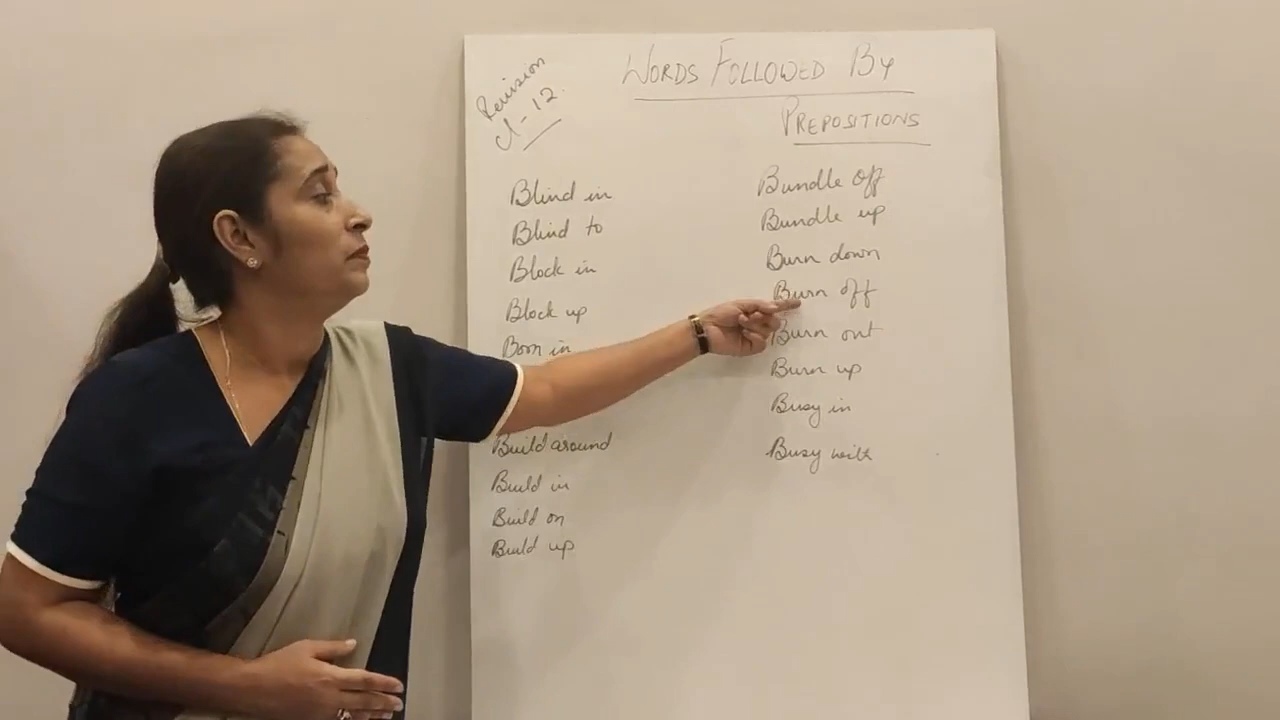 Revision
cl-12.
WORDS FOLLOWED BY
PREPOSITIONS
Blind in
Blind to
Block in
Block up
Born in
Build around
Build in
Build on
Build up
Bundle off
Bundle up
Burn down
Burn off
Burn out
Burn up
Busy in
Busy with